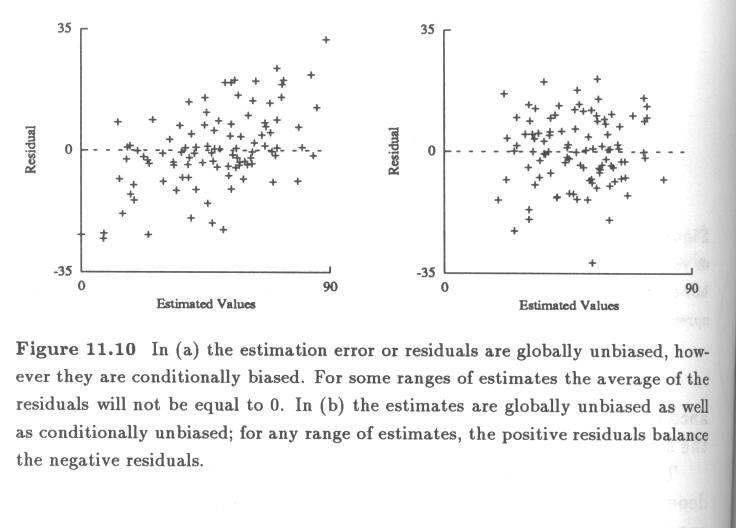 35
Residual
0
-35
0
90
Estimated Values
35
Residual
0
-35
0
90
Estimated Values
Figure 11.10 In (a) the estimation error or residuals are globally unbiased, how-
ever they are conditionally biased. For some ranges of estimates the average of the
residuals will not be equal to 0. In (b) the estimates are globally unbiased as well
as conditionally unbiased; for any range of estimates, the positive residuals balance
the negative residuals.